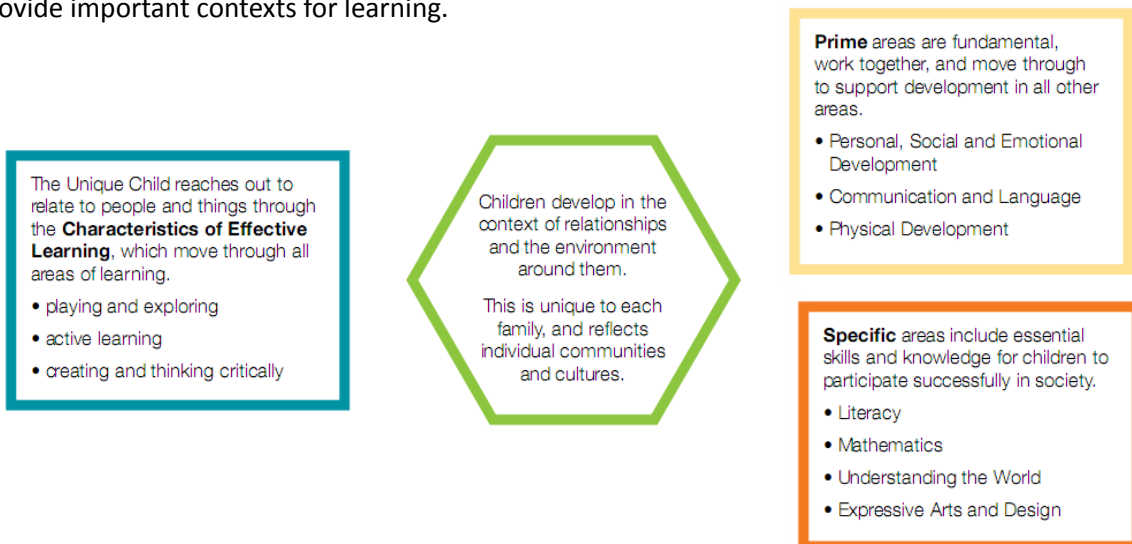 ovide important contexts for learning.
The Unique Child reaches out to
relate to people and things through
the Characteristics of Effective
Learning, which move through all
areas of learning.
• playing and exploring
• active learning
• creating and thinking critically
Children develop in the
context of relationships
and the environment
around them.
This is unique to each
family, and reflects
individual communities
and cultures.
Prime areas are fundamental,
work together, and move through
to support development in all other
areas.
• Personal, Social and Emotional
Development
• Communication and Language
• Physical Development
Specific areas include essential
skills and knowledge for children to
participate successfully in society.
• Literacy
• Mathematics
• Understanding the World
• Expressive Arts and Design